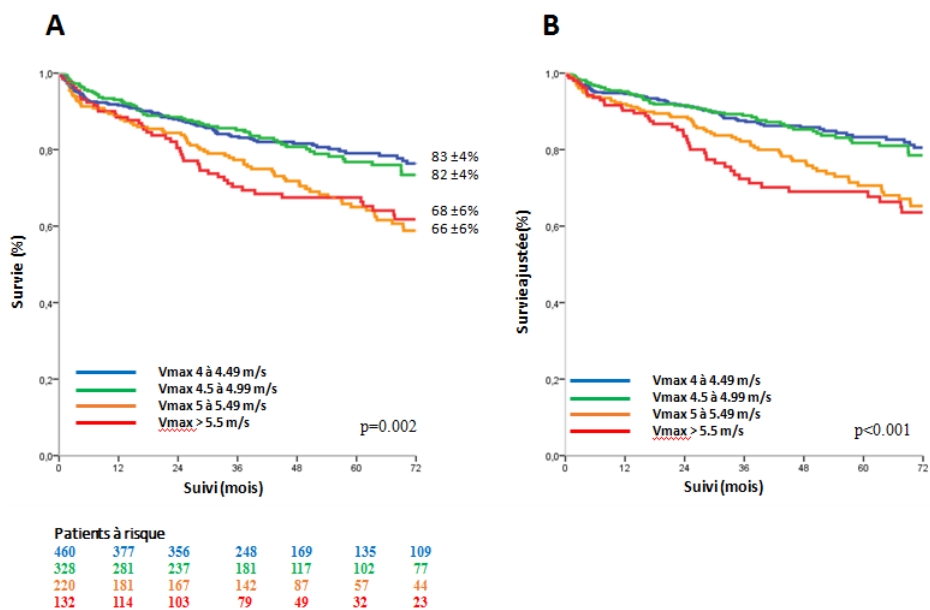 A
1,0
0,8
0,6
0,4
0,2
0,0
Survie (%)
83 ±4%
82 ±4%
68 ±6%
66 ±6%
Vmax 4 à 4.49 m/s
Vmax 4.5 à 4.99 m/s
Vmax 5 à 5.49 m/s
Vmax > 5.5 m/s
p=0.002
0 12 24 36 48 60 72
Suivi (mois)
Patients à risque
460 377 356 248 169 135 109
328 281 237 181 117 102 77
220 181 167 142 87 57 44
132 114 103 79 49 32 23
B
1,0
0,8
0,6
0,4
0,2
0,0
Survieajustée(%)
Vmax 4 à 4.49 m/s
Vmax 4.5 à 4.99 m/s
Vmax 5 à 5.49 m/s
Vmax > 5.5 m/s
p<0.001
0 12 24 36 48 60 72
Suivi (mois)